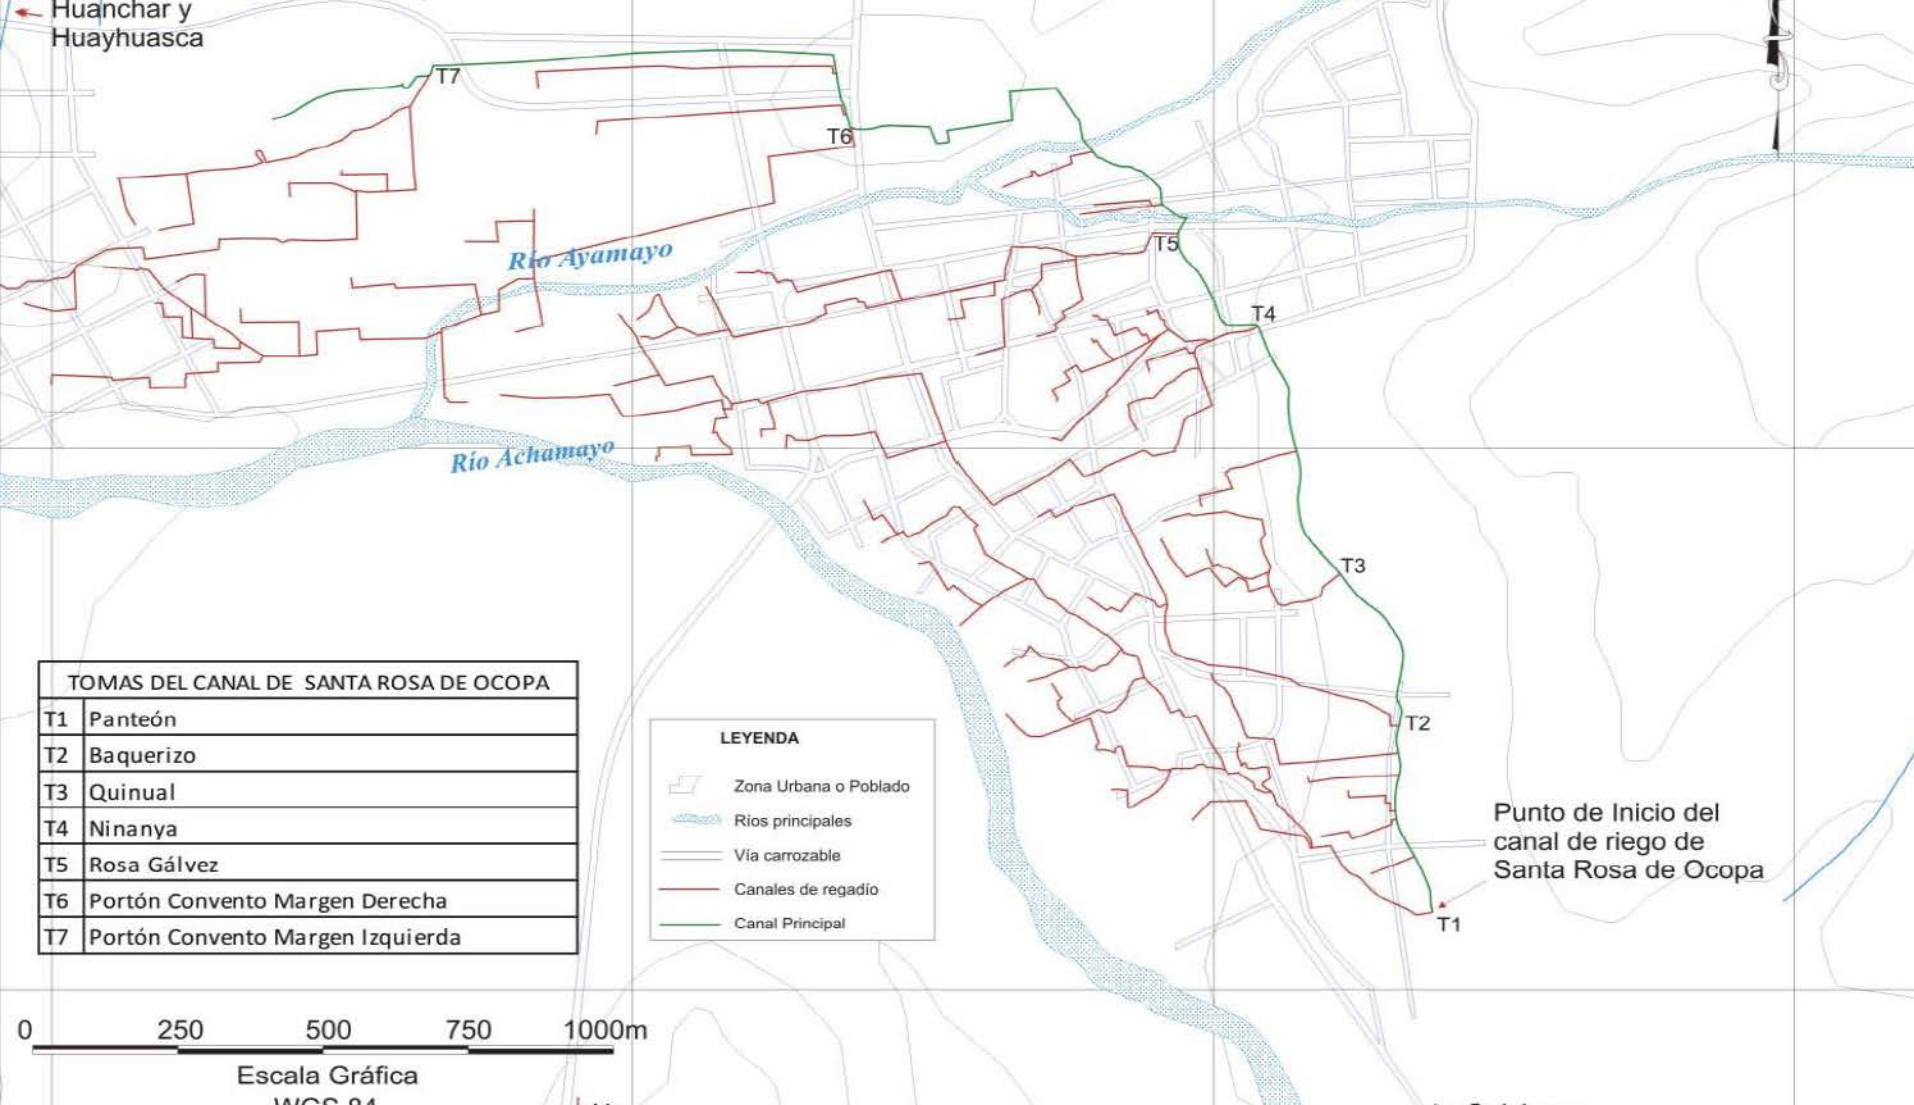 Huanchar y
Huayhuasca
T7
T6
T5
Río Ayamayo
T4
Río Achamayo
T3
T2
TOMAS DEL CANAL DE SANTA ROSA DE OCOPA
T1 Panteón
T2 Baquerizo
T3 Quinual
T4 Ninanya
T5 Rosa Gálvez
T6 Portón Convento Margen Derecha
T7 Portón Convento Margen Izquierda
LEYENDA
Zona Urbana o Poblado
Ríos principales
Vía carrozable
Canales de regadío
Canal Principal
Punto de Inicio del
canal de riego de
Santa Rosa de Ocopa
T1
0 250 500 750 1000m
Escala Gráfica
WGS 84